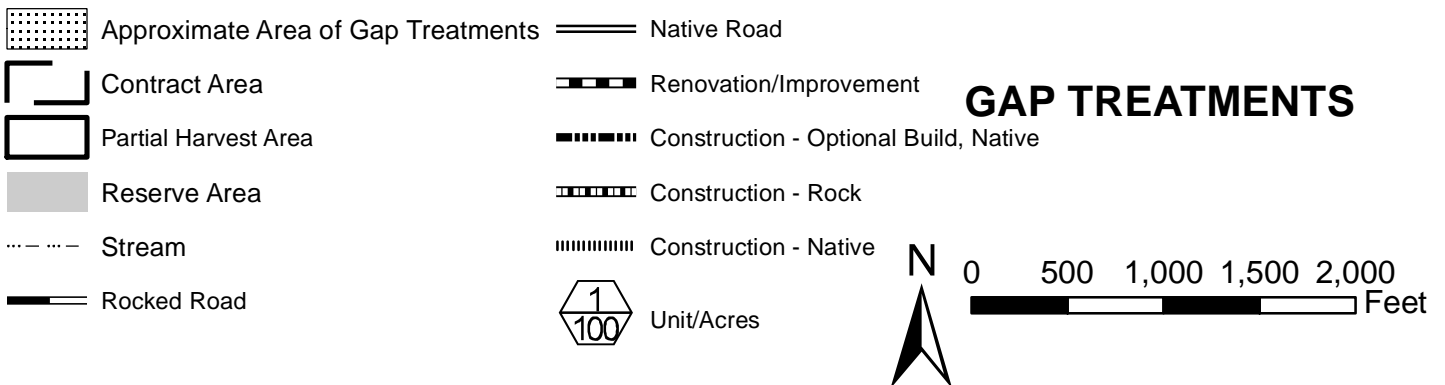 Approximate Area of Gap Treatments
Contract Area
Partial Harvest Area
Reserve Area
Stream
Rocked Road
Native Road
Renovation/Improvement
Construction - Optional Build, Native
Construction - Rock
Construction - Native
1
100
Unit/Acres
GAP TREATMENTS
N
0 500 1,000 1,500 2,000
Feet